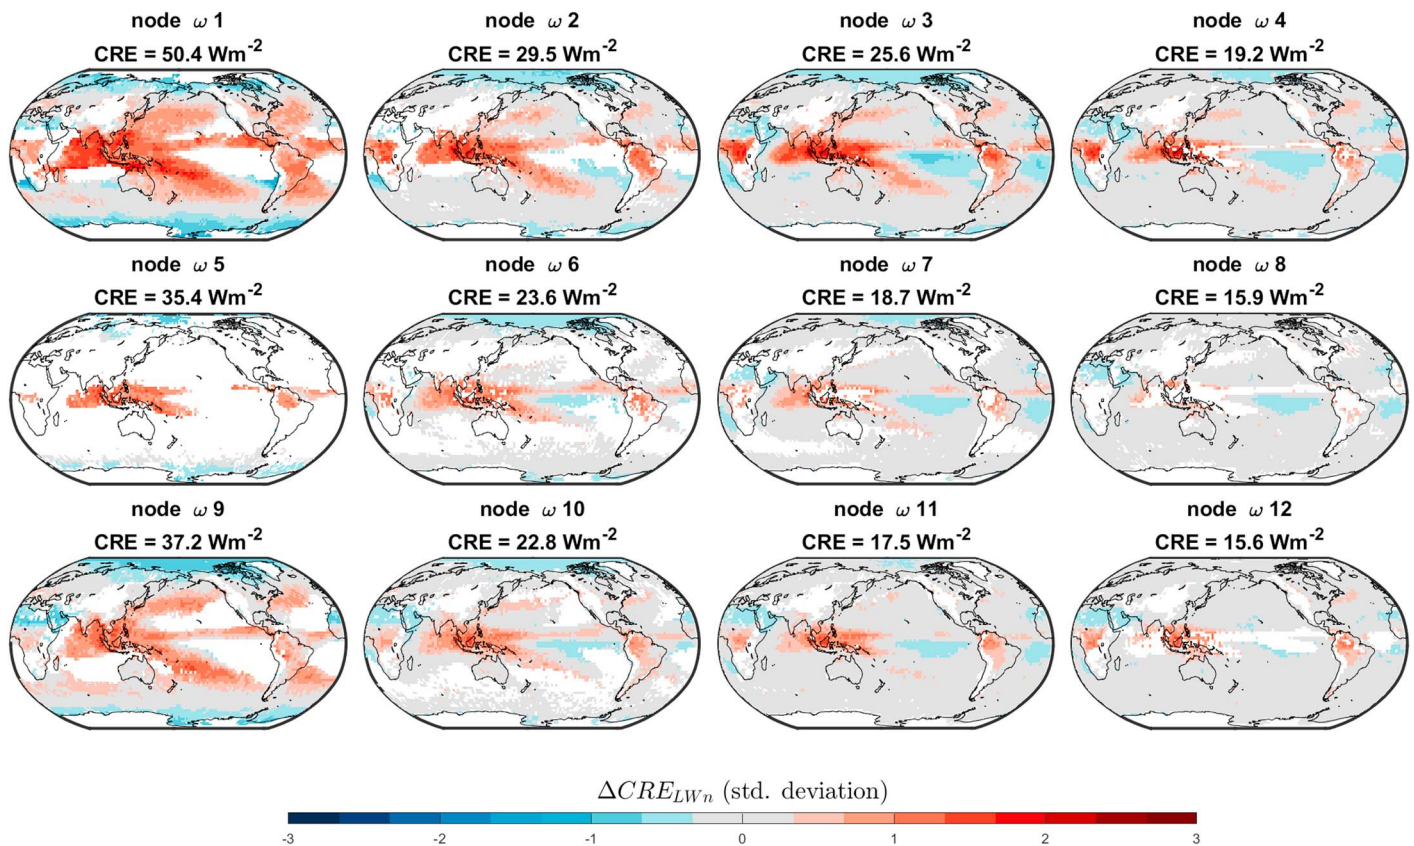 node ω 1
CRE = 50.4 Wm-2
node ω 2
CRE = 29.5 Wm-2
node ω 3
CRE = 25.6 Wm-2
node ω 4
CRE = 19.2 Wm-2
node ω 5
CRE = 35.4 Wm-2
node ω 6
CRE = 23.6 Wm-2
node ω 7
CRE = 18.7 Wm-2
node ω 8
CRE = 15.9 Wm-2
node ω 9
CRE = 37.2 Wm-2
node ω 10
CRE = 22.8 Wm-2
node ω 11
CRE = 17.5 Wm-2
node ω 12
CRE = 15.6 Wm-2
ΔCRE_LWn (std. deviation)
-3 -2 -1 0 1 2 3